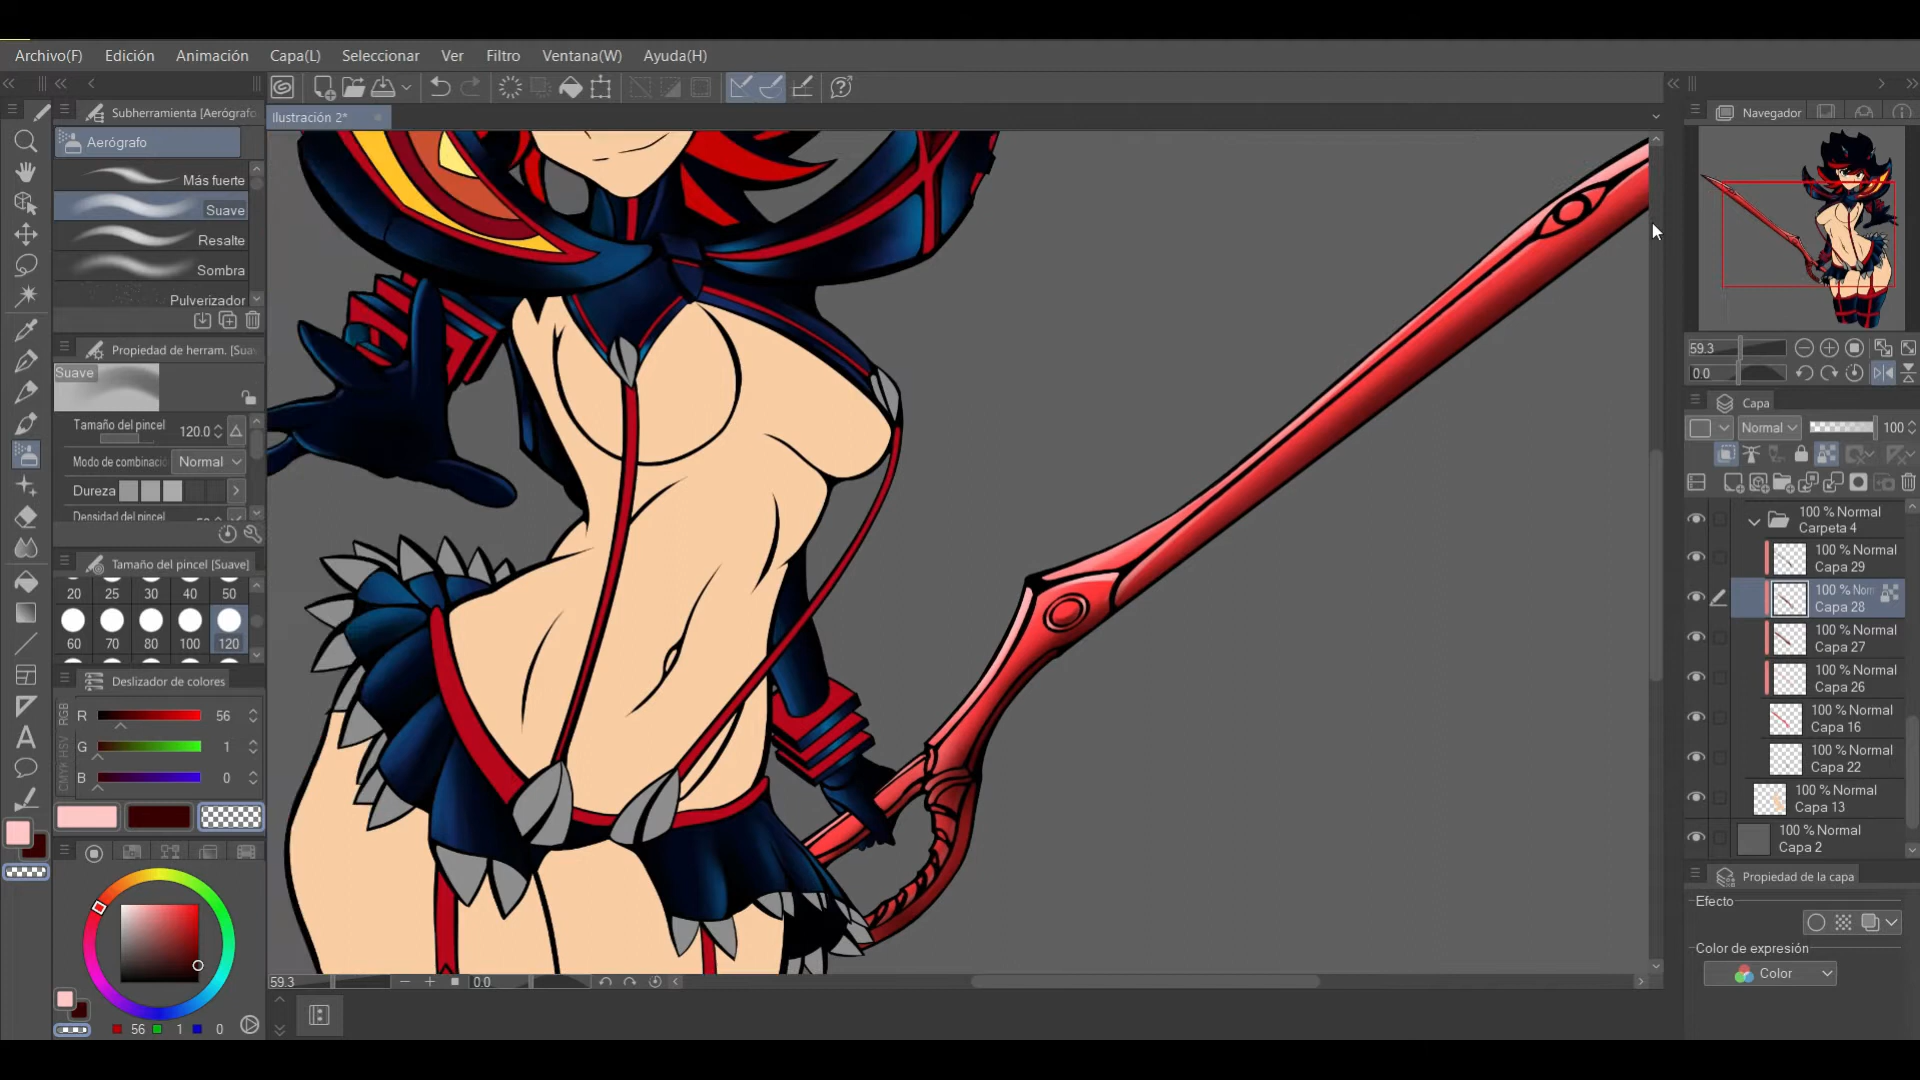 Archivo(F) Edición Animación Capa(L) Seleccionar Ver Filtro Ventana(W) Ayuda(H)
Subherramienta [Aerógrafo
Ilustración 2*
Navegador
Aerógrafo
Más fuerte
Suave
Resalte
Sombra
Pulverizador
Propiedad de herram. [Sua
Suave
Tamaño del pincel 120.0
Modo de combinació Normal
Dureza
Densidad del pincel
Tamaño del pincel [Suave]
20 25 30 40 50
60 70 80 100 120
Deslizador de colores
RGB
HSV
CMYK
R 56
G 1
B 0
56 1 0
59.3 0.0
59.3
0.0
Capa
Normal 100
100 % Normal
Carpeta 4
100 % Normal
Capa 29
100 % Norn
Capa 28
100 % Normal
Capa 27
100 % Normal
Capa 26
100 % Normal
Capa 16
100 % Normal
Capa 22
100 % Normal
Capa 13
100 % Normal
Capa 2
Propiedad de la capa
Efecto
Color de expresión
Color